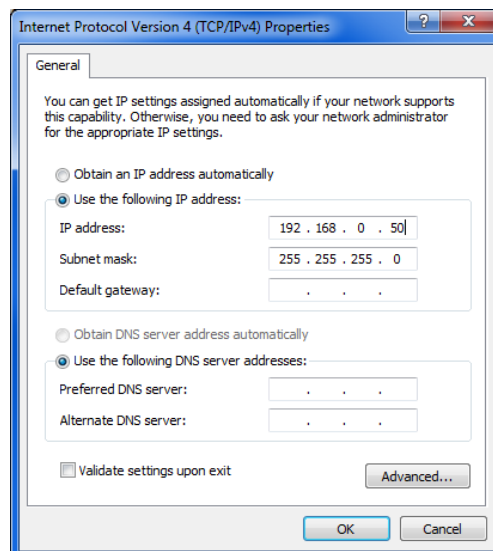 Internet Protocol Version 4 (TCP/IPv4) Properties
General
You can get IP settings assigned automatically if your network supports
this capability. Otherwise, you need to ask your network administrator
for the appropriate IP settings.
Obtain an IP address automatically
Use the following IP address:
IP address: 192 . 168 . 0 . 50
Subnet mask: 255 . 255 . 255 . 0
Default gateway: . . .
Obtain DNS server address automatically
Use the following DNS server addresses:
Preferred DNS server: . . .
Alternate DNS server: . . .
Validate settings upon exit
Advanced...
OK Cancel